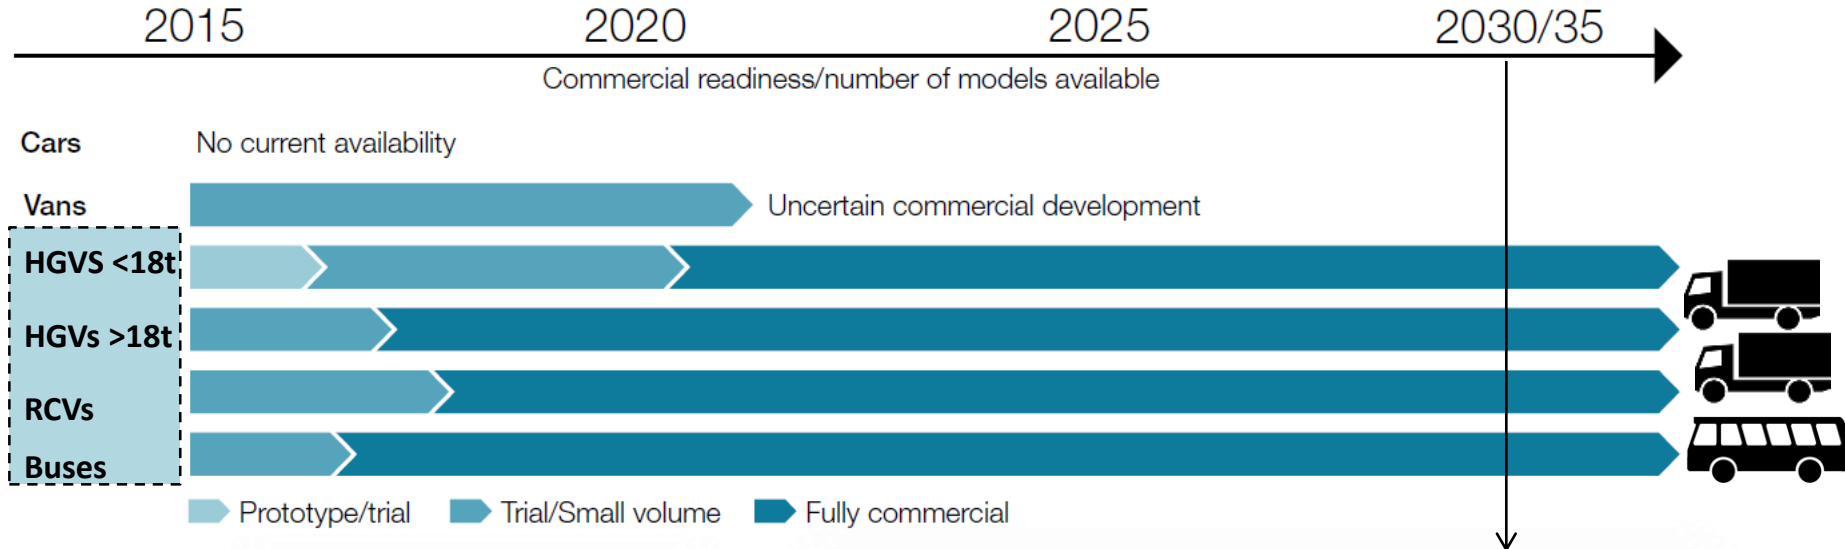 2015 2020 2025 2030/35
Commercial readiness/number of models available
Cars No current availability
Vans Uncertain commercial development
HGVS <18t
HGVs >18t
RCVs
Buses
Prototype/trial Trial/Small volume Fully commercial